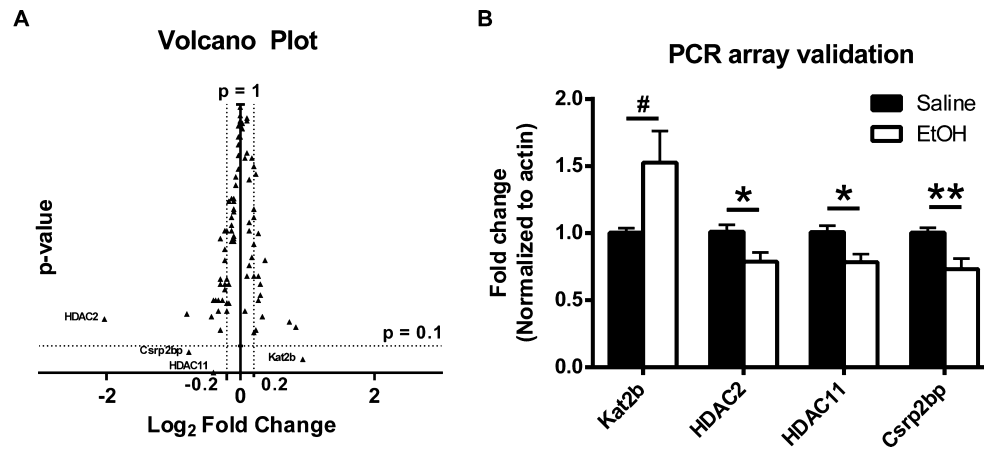 A
Volcano Plot
p = 1
p-value
HDAC2
p = 0.1
Csrp2bp
Kat2b
HDAC11
-0.2
0.2
-2
0
2
Log2 Fold Change
B
PCR array validation
Saline
EtOH
Fold change
(Normalized to actin)
2.0
1.5
1.0
0.5
0.0
#
*
*
**
Kat2b
HDAC2
HDAC11
Csrp2bp